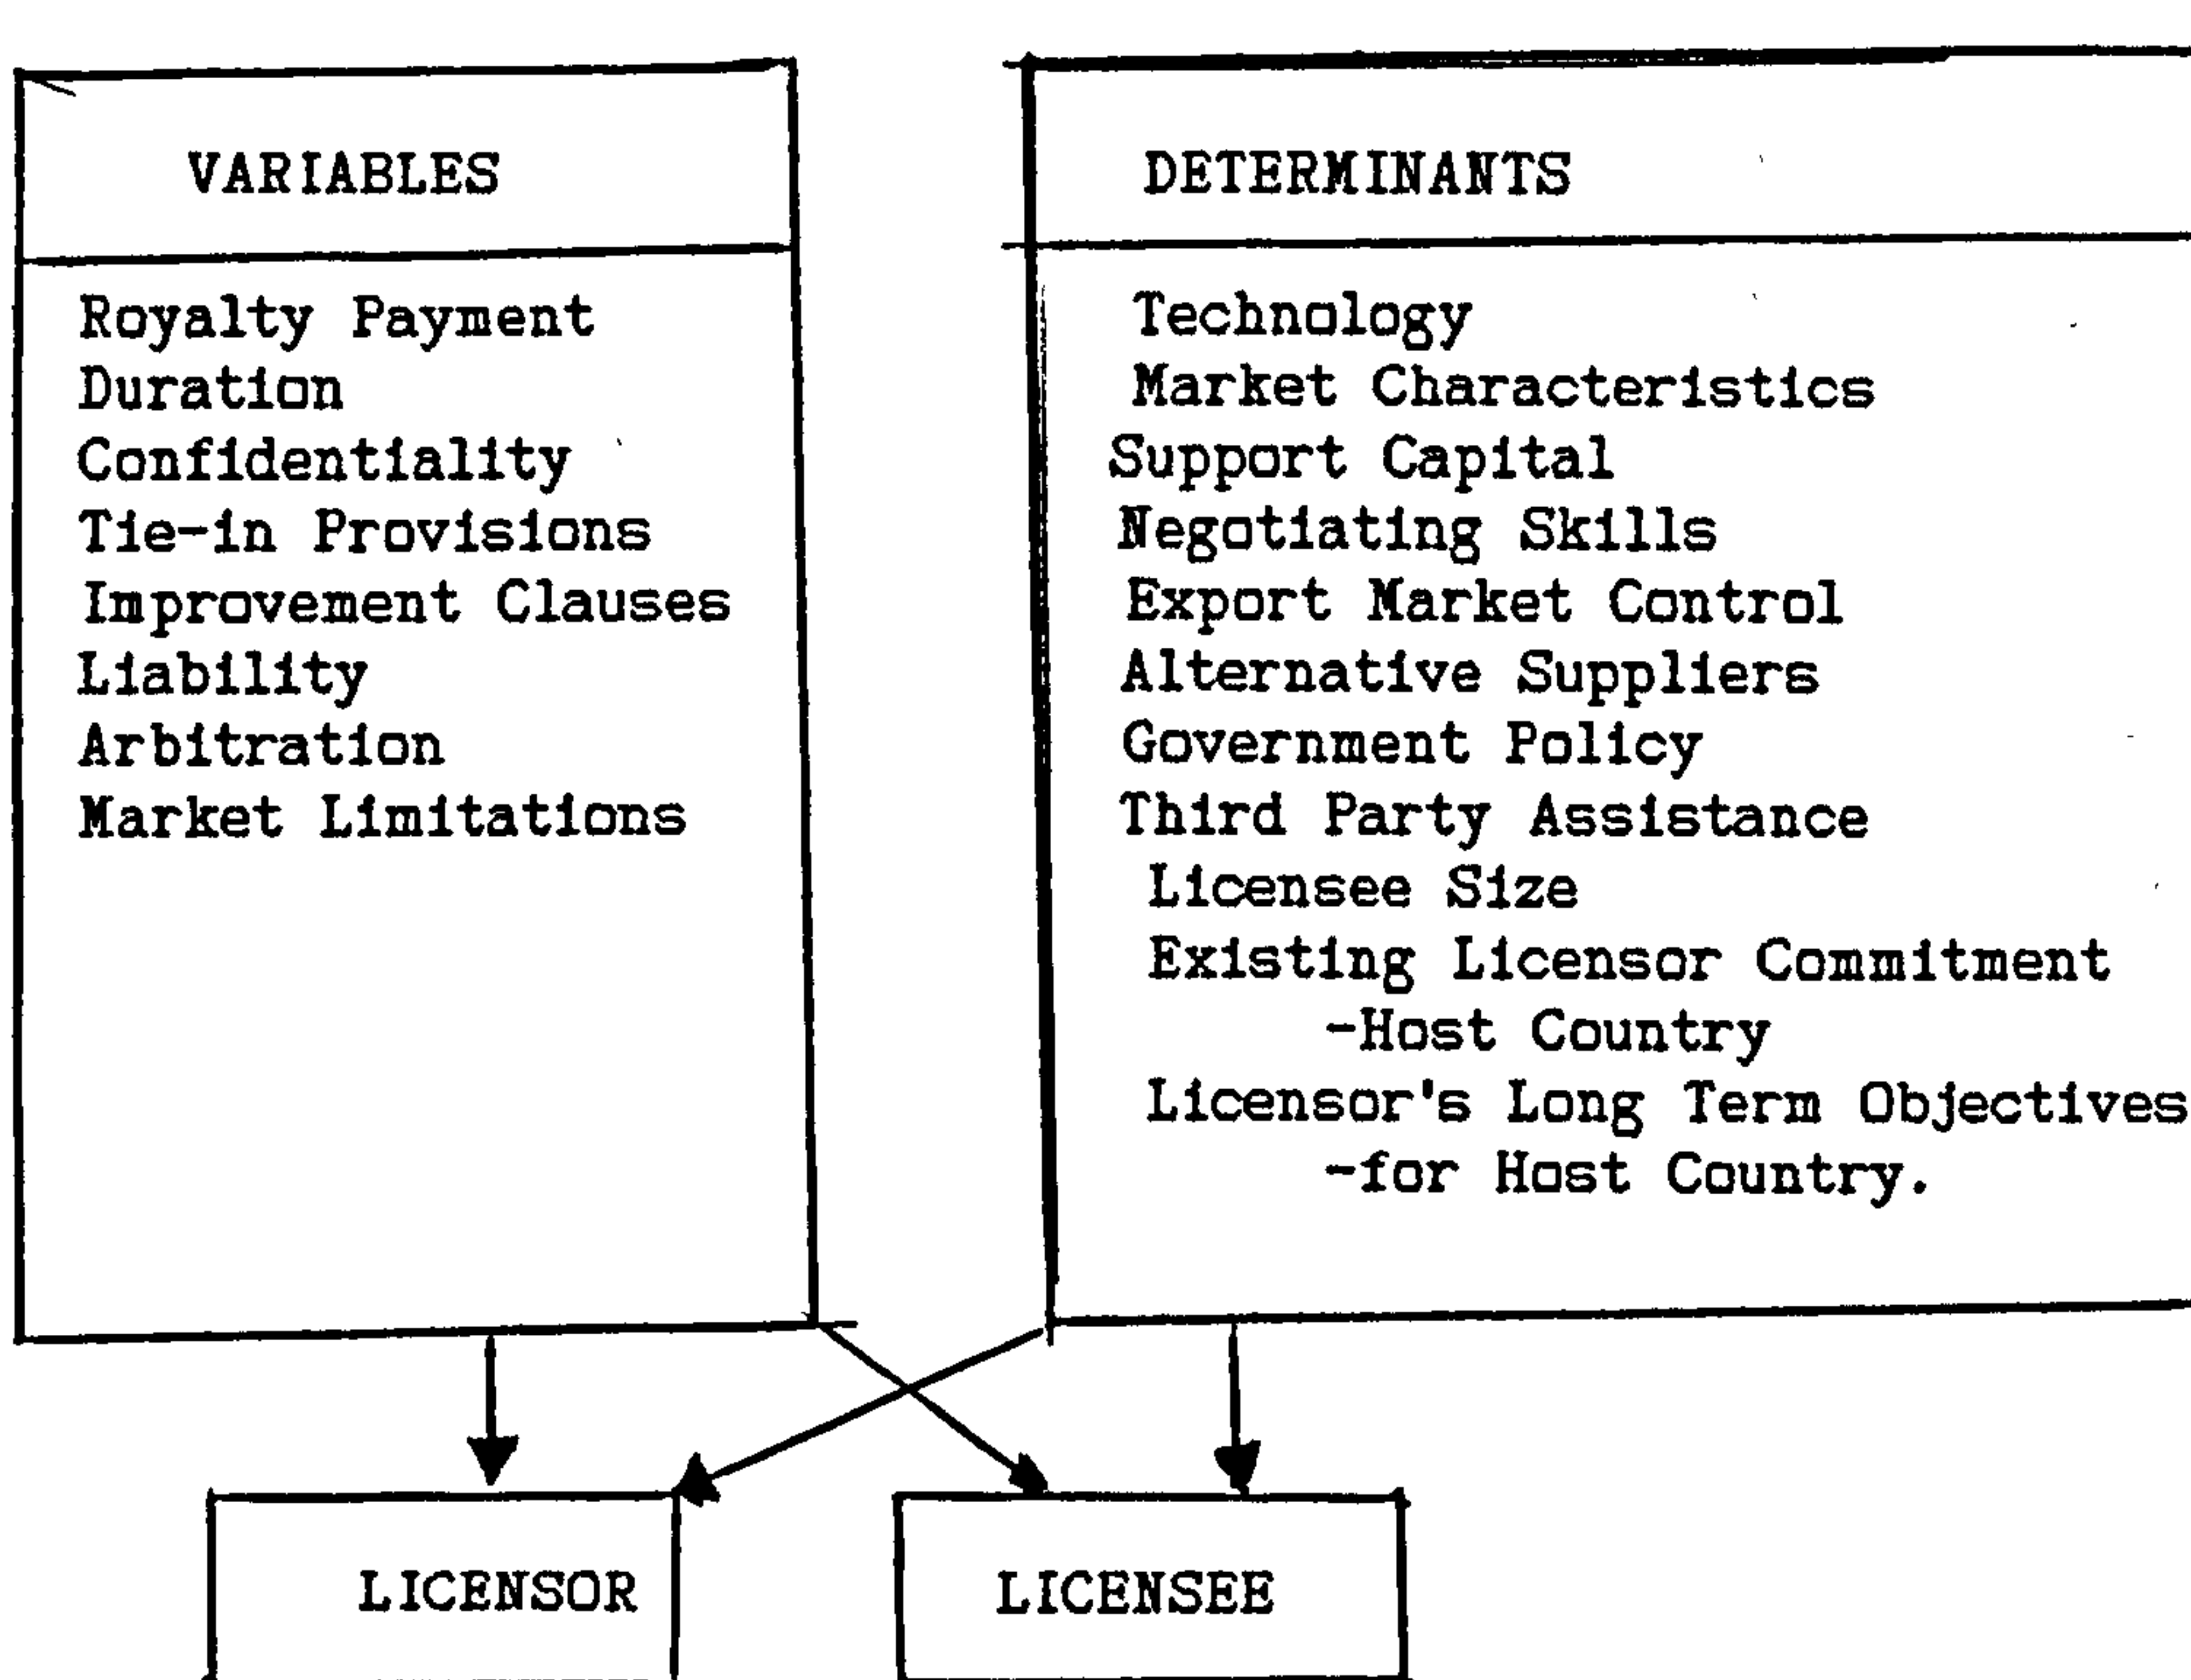 VARIABLES
Royalty Payment
Duration
Confidentiality
Tie-in Provisions
Improvement Clauses
Liability
Arbitration
Market Limitations
DETERMINANTS
Technology
Market Characteristics
Support Capital
Negotiating Skills
Export Market Control
Alternative Suppliers
Government Policy
Third Party Assistance
Licensee Size
Existing Licensor Commitment
-Host Country
Licensor's Long Term Objectives
-for Host Country.
LICENSOR
LICENSEE